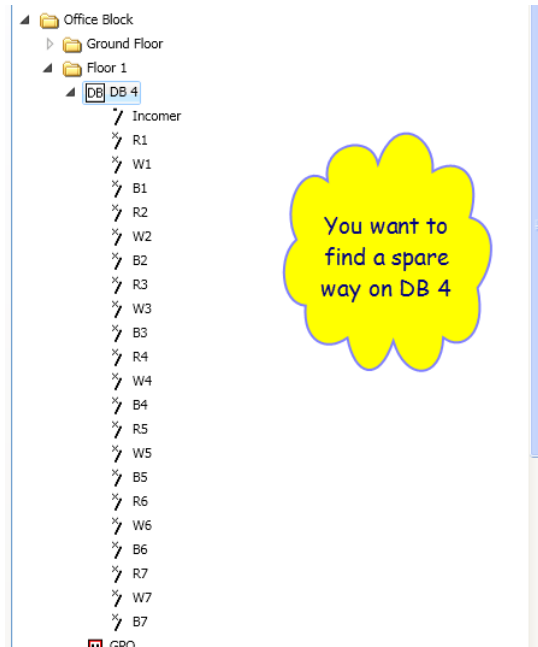 Office Block
Ground Floor
Floor 1
DB DB 4
Incomer
R1
W1
B1
R2
W2
B2
R3
W3
B3
R4
W4
B4
R5
W5
B5
R6
W6
B6
R7
W7
B7
GPO
You want to
find a spare
way on DB 4